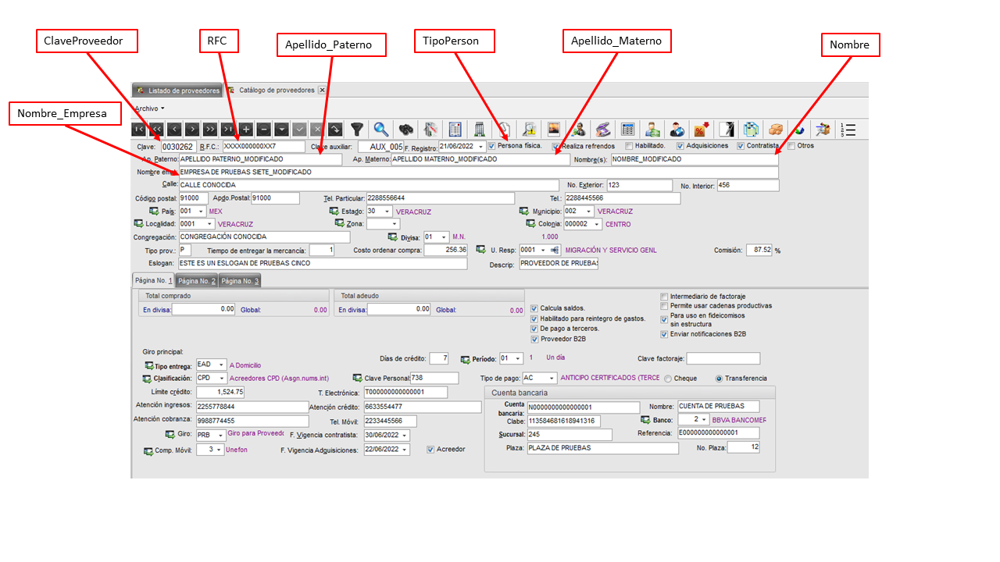 ClaveProveedor
RFC
Apellido_Paterno
TipoPerson
Apellido_Materno
Nombre
Nombre_Empresa
Listado de proveedores
Catálogo de proveedores
Archivo
Clave: 0030262 R.F.C.: XXXX000000XX7 Clave auxiliar: AUX_005 F. Registro: 21/06/2022 Persona física. Realiza refrendos Habilitado. Adquisiciones Contratista Otros
Ap. Paterno: APELLIDO PATERNO_MODIFICADO Ap. Materno: APELLIDO MATERNO_MODIFICADO Nombre(s): NOMBRE_MODIFICADO
Nombre EMPRESA DE PRUEBAS SIETE_MODIFICADO
Calle: CALLE CONOCIDA No. Exterior: 123 No. Interior: 456
Código postal: 91000 Apdo.Postal: 91000 Tel. Particular: 2288556644 Tel.: 2288445566
País: 001 MEX Estado: 30 VERACRUZ Municipio: 002 VERACRUZ
Localidad: 0001 VERACRUZ Zona: Colonia: 000002 CENTRO
Congregación: CONGREGACIÓN CONOCIDA Divisa: 01 M.N. 1.000
Tipo prov.: P Tiempo de entregar la mercancía: 1 Costo ordenar compra: 256.36 U. Resp: 0001 MIGRACIÓN Y SERVICIO GENL Comisión: 87.52 %
Eslogan: ESTE ES UN ESLOGAN DE PRUEBAS CINCO Descrip: PROVEEDOR DE PRUEBAS
Página No. 1 Página No. 2 Página No. 3
Total comprado Total adeudo
En divisa: 0.00 Global: 0.00 En divisa: 0.00 Global: 0.00
Calcula saldos.
Habilitado para reintegro de gastos.
De pago a terceros.
Proveedor B2B
Intermediario de factoraje
Permite usar cadenas productivas
Para uso en fideicomisos
sin estructura
Enviar notificaciones B2B
Giro principal:
Tipo entrega: EAD A Domicilio Días de crédito: 7 Período: 01 1 Un día Clave factoraje:
Clasificación: CPD Acreedores CPD (Asgn.nums.int) Clave Personal: 738 Tipo de pago: AC ANTICIPO CERTIFICADOS (TERCE Cheque Transferencia
Límite crédito: 1,524.75 T. Electrónica: T000000000000001
Atención ingresos: 2255778844 Atención crédito: 6633554477
Atención cobranza: 9988774455 Tel. Móvil: 2233445566
Giro: PRB Giro para Proveedo F. Vigencia contratista: 30/06/2022
Comp. Móvil: 3 Unefon F. Vigencia Adguisiciones: 22/06/2022 Acreedor
Cuenta bancaria
Cuenta
bancaria: N0000000000000001 Nombre: CUENTA DE PRUEBAS
Clabe: 113584681618941316 Banco: 2 BBVA BANCOMER
Sucursal: 245 Referencia: E000000000000001
Plaza: PLAZA DE PRUEBAS No. Plaza: 12